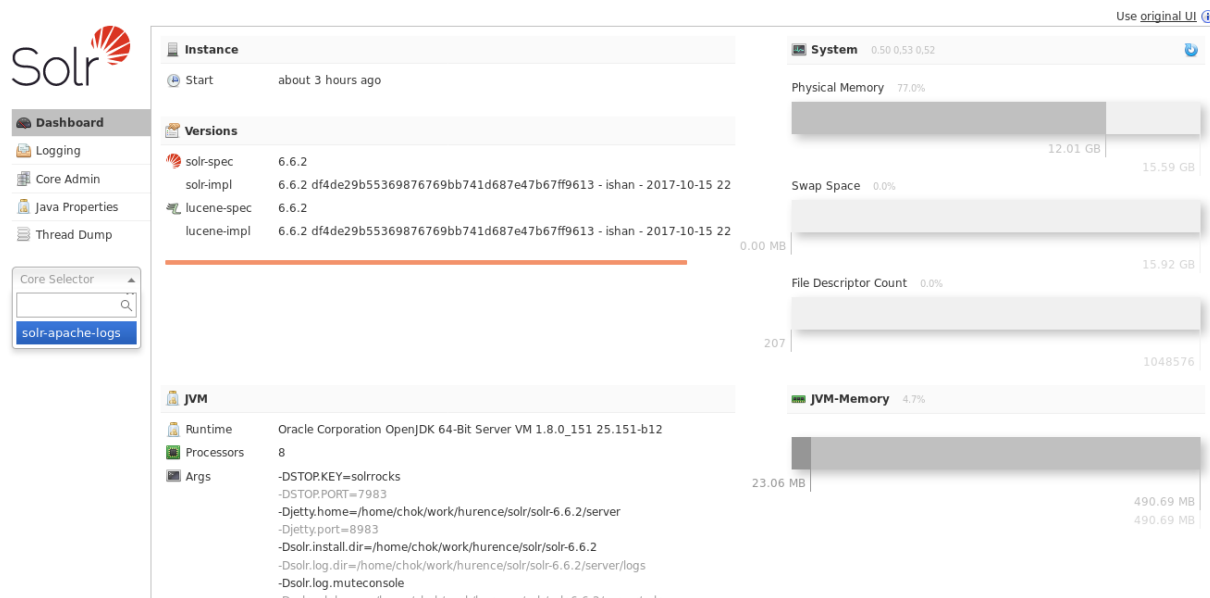 Use original UI
Solr
Dashboard
Logging
Core Admin
Java Properties
Thread Dump
Core Selector
solr-apache-logs
Instance
Start about 3 hours ago
Versions
solr-spec 6.6.2
solr-impl 6.6.2 df4de29b55369876769bb741d687e47b67ff9613 - ishan - 2017-10-15 22
lucene-spec 6.6.2
lucene-impl 6.6.2 df4de29b55369876769bb741d687e47b67ff9613 - ishan - 2017-10-15 22
JVM
Runtime Oracle Corporation OpenJDK 64-Bit Server VM 1.8.0_151 25.151-b12
Processors 8
Args -DSTOP.KEY=solrrocks
-DSTOP.PORT=7983
-Djetty.home=/home/chok/work/hurence/solr/solr-6.6.2/server
-Djetty.port=8983
-Dsolr.install.dir=/home/chok/work/hurence/solr/solr-6.6.2
-Dsolr.log.dir=/home/chok/work/hurence/solr/solr-6.6.2/server/logs
-Dsolr.log.muteconsole
System 0.50 0,53 0,52
Physical Memory 77.0%
12.01 GB
15.59 GB
Swap Space 0.0%
0.00 MB
15.92 GB
File Descriptor Count 0.0%
207
1048576
JVM-Memory 4.7%
23.06 MB
490.69 MB
490.69 MB